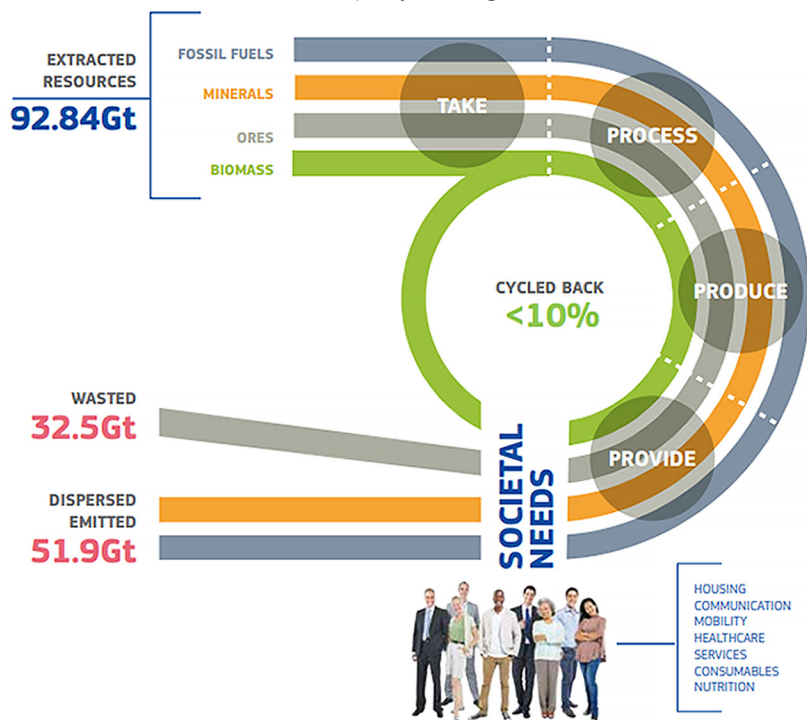 EXTRACTED
RESOURCES
92.84Gt
FOSSIL FUELS
MINERALS
ORES
BIOMASS
TAKE
PROCESS
PRODUCE
PROVIDE
CYCLED BACK
<10%
WASTED
32.5Gt
DISPERSED
EMITTED
51.9Gt
SOCIETAL
NEEDS
HOUSING
COMMUNICATION
MOBILITY
HEALTHCARE
SERVICES
CONSUMABLES
NUTRITION